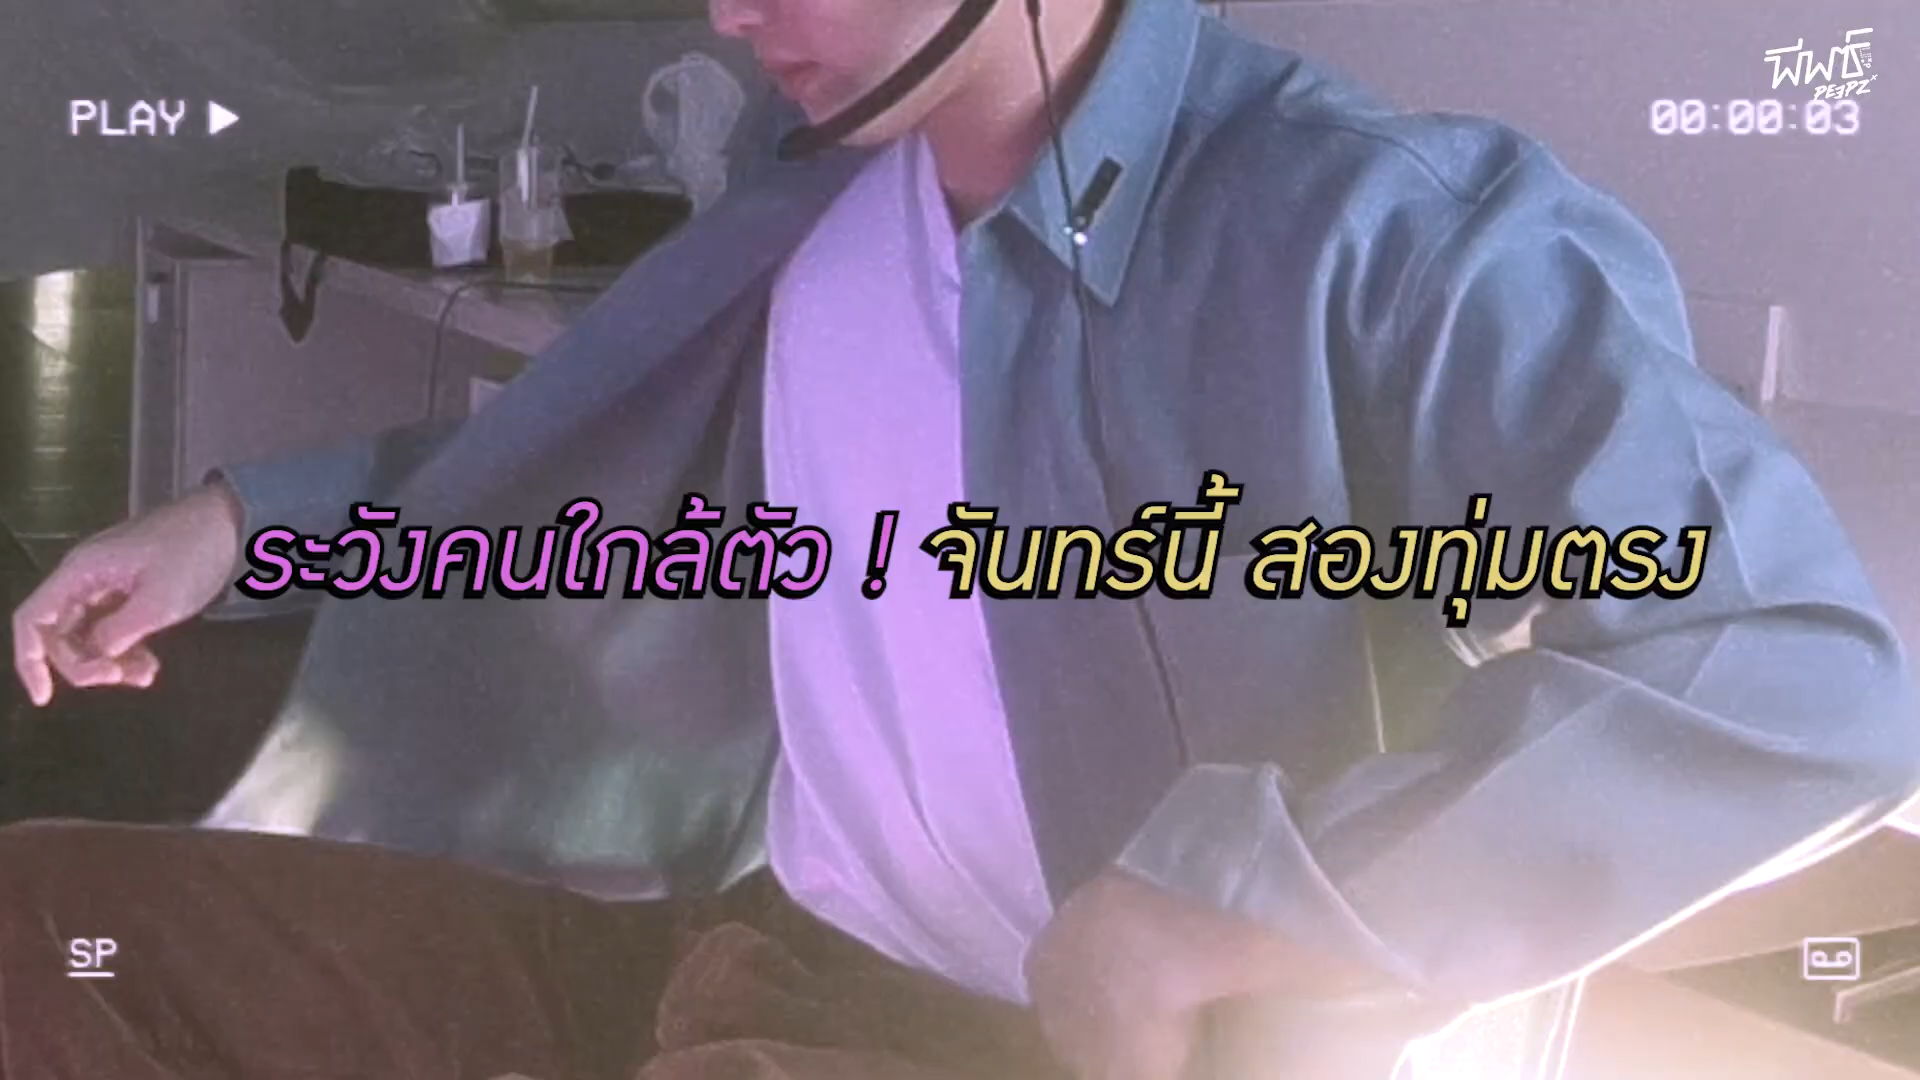 พีพซ์
PEEPZ
PLAY
00:00:03
ระวังคนใกล้ตัว ! จันทร์นี้ สองทุ่มตรง
SP